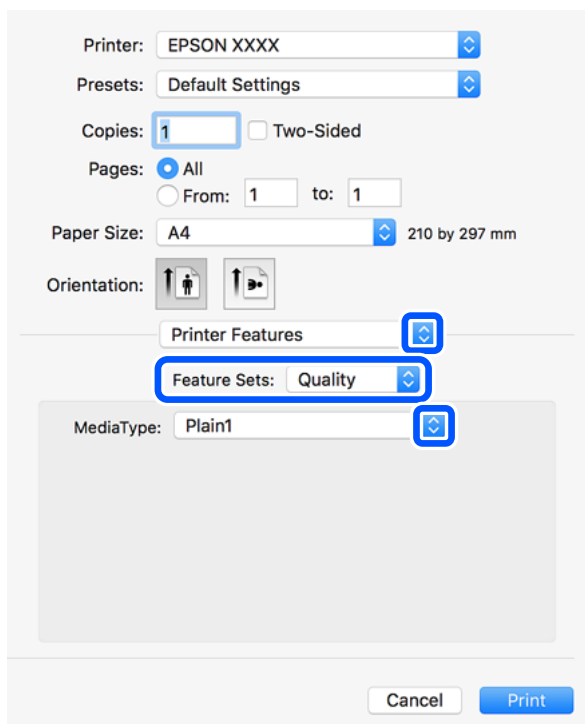 Printer: EPSON XXXX
Presets: Default Settings
Copies: 1 Two-Sided
Pages: All
From: 1 to: 1
Paper Size: A4 210 by 297 mm
Orientation:
Printer Features
Feature Sets: Quality
MediaType: Plain1
Cancel Print